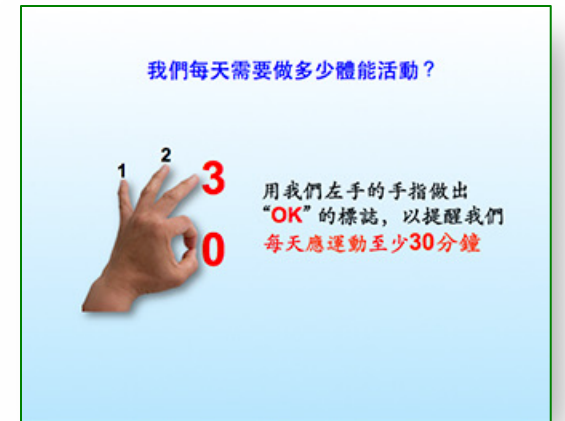 我們每天需要做多少體能活動？
1
2
3
0
用我們左手的手指做出
“OK”的標誌，以提醒我們
每天應運動至少30分鐘